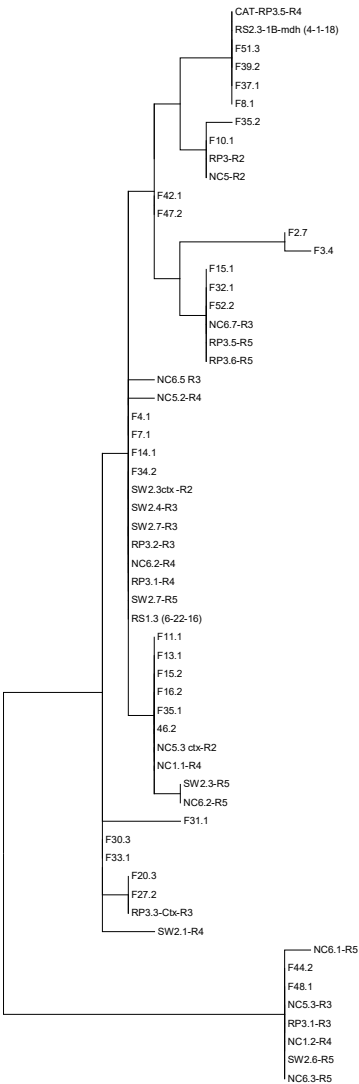 CAT-RP3.5-R4
RS2.3-1B-mdh (4-1-18)
F51.3
F39.2
F37.1
F8.1
F35.2
F10.1
RP3-R2
NC5-R2
F42.1
F47.2
F2.7
F3.4
F15.1
F32.1
F52.2
NC6.7-R3
RP3.5-R5
RP3.6-R5
NC6.5 R3
NC5.2-R4
F4.1
F7.1
F14.1
F34.2
SW2.3ctx -R2
SW2.4-R3
SW2.7-R3
RP3.2-R3
NC6.2-R4
RP3.1-R4
SW2.7-R5
RS1.3 (6-22-16)
F11.1
F13.1
F15.2
F16.2
F35.1
46.2
NC5.3 ctx-R2
NC1.1-R4
SW2.3-R5
NC6.2-R5
F31.1
F30.3
F33.1
F20.3
F27.2
RP3.3-Ctx-R3
SW2.1-R4
NC6.1-R5
F44.2
F48.1
NC5.3-R3
RP3.1-R3
NC1.2-R4
SW2.6-R5
NC6.3-R5